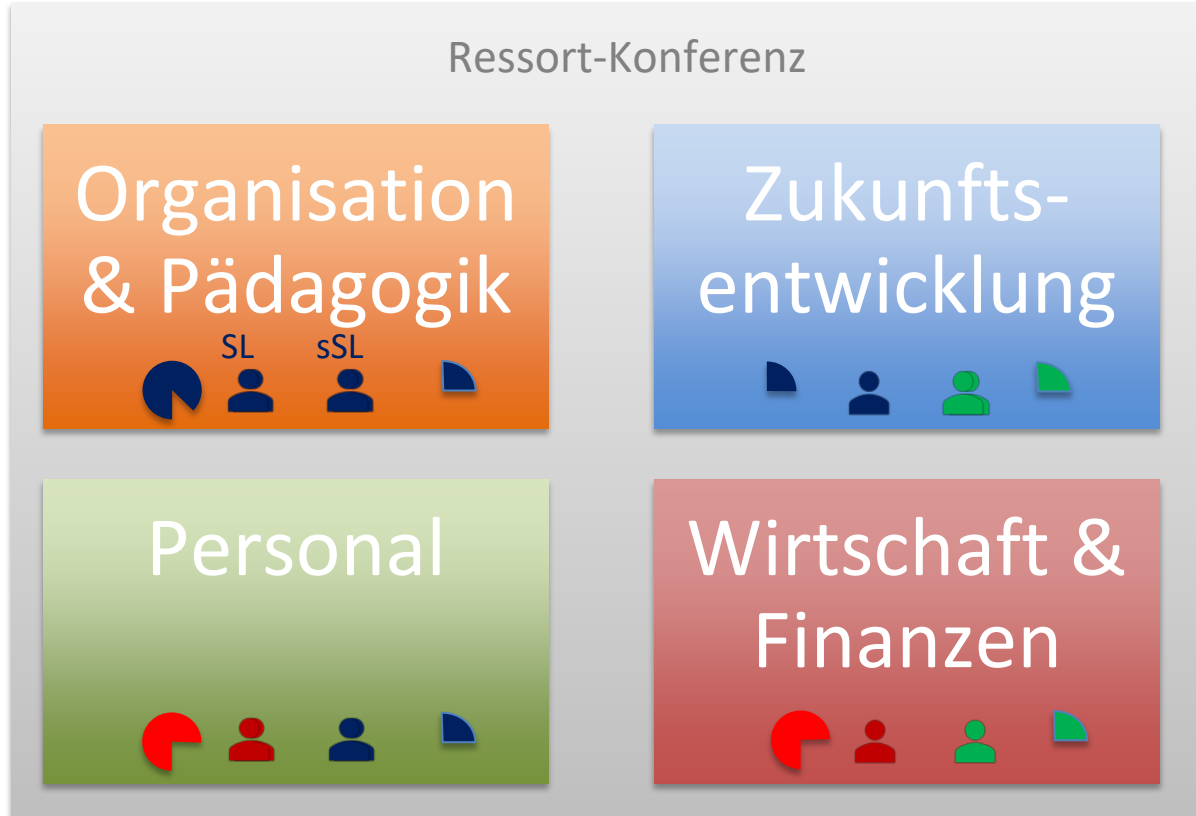 Ressort-Konferenz
Organisation
& Pädagogik
SL
sSL
Zukunfts-
entwicklung
Personal
Wirtschaft &
Finanzen